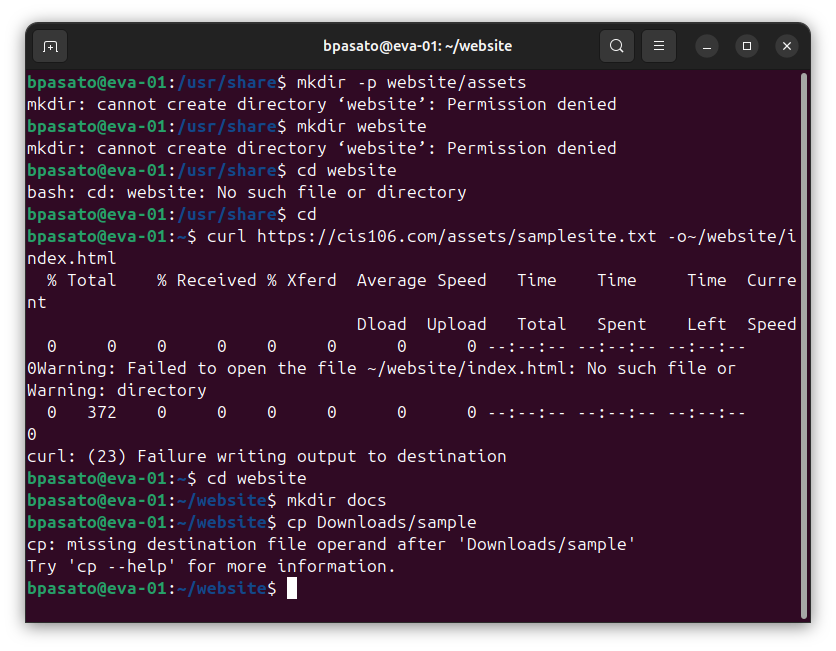 bpasato@eva-01: ~/website
bpasato@eva-01:/usr/share$ mkdir -p website/assets
mkdir: cannot create directory ‘website’: Permission denied
bpasato@eva-01:/usr/share$ mkdir website
mkdir: cannot create directory ‘website’: Permission denied
bpasato@eva-01:/usr/share$ cd website
bash: cd: website: No such file or directory
bpasato@eva-01:/usr/share$ cd
bpasato@eva-01:~$ curl https://cis106.com/assets/samplesite.txt -o~/website/i
ndex.html
  % Total    % Received % Xferd  Average Speed   Time    Time     Time  Curre
nt
                                 Dload  Upload   Total   Spent    Left  Speed
  0     0    0     0    0     0      0      0 --:--:-- --:--:-- --:--:--
0Warning: Failed to open the file ~/website/index.html: No such file or
Warning: directory
  0   372    0     0    0     0      0      0 --:--:-- --:--:-- --:--:--
0
curl: (23) Failure writing output to destination
bpasato@eva-01:~$ cd website
bpasato@eva-01:~/website$ mkdir docs
bpasato@eva-01:~/website$ cp Downloads/sample
cp: missing destination file operand after 'Downloads/sample'
Try 'cp --help' for more information.
bpasato@eva-01:~/website$